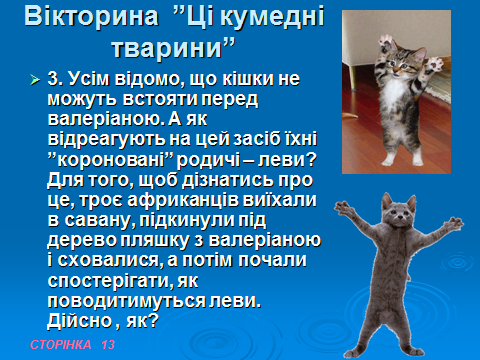 Вікторина ”Ці кумедні
тварини”
3. Усім відомо, що кішки не
можуть встояти перед
валеріаною. А як
відреагують на цей засіб їхні
”короновані” родичі – леви?
Для того, щоб дізнатись про
це, троє африканців виїхали
в савану, підкинули під
дерево пляшку з валеріаною
і сховалися, а потім почали
спостерігати, як
поводитимуться леви.
Дійсно , як?
СТОРІНКА 13